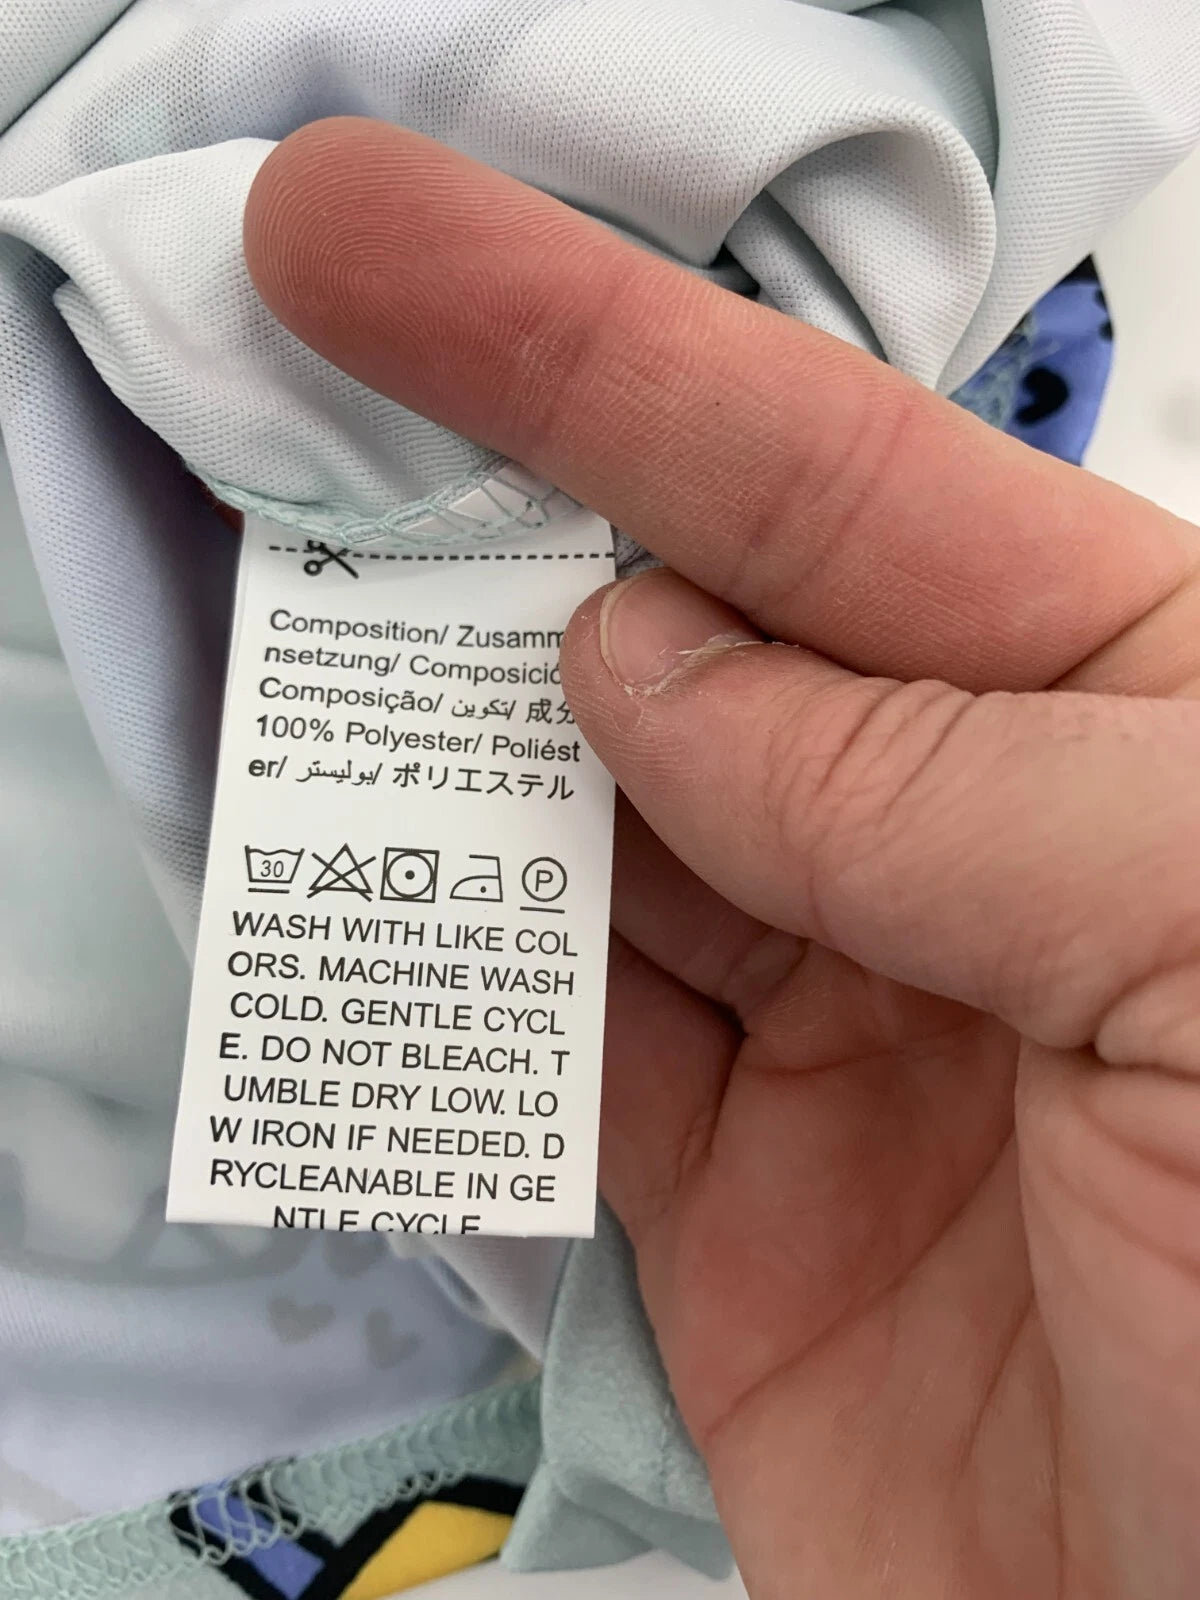 Composition/ Zusamm
nsetzung/ Composició
Composição/ تكوين/ 成分
100% Polyester/ Poliést
er/ بوليستر/ ポリエステル
30
P
WASH WITH LIKE COL
ORS. MACHINE WASH
COLD. GENTLE CYCL
E. DO NOT BLEACH. T
UMBLE DRY LOW. LO
W IRON IF NEEDED. D
RYCLEANABLE IN GE
NTLE CYCLE